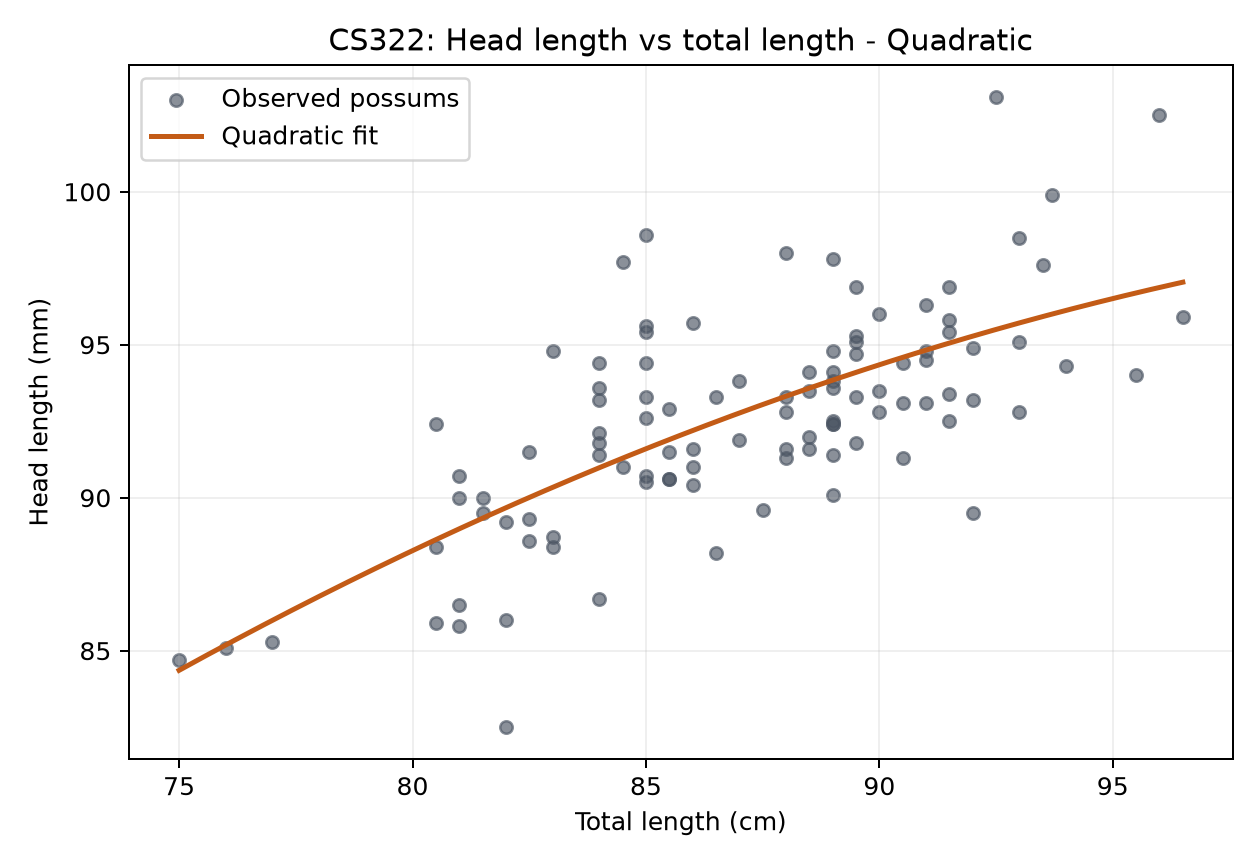 CS322: Head length vs total length - Quadratic
Observed possums
Quadratic fit
100
95
90
85
Head length (mm)
75 80 85 90 95
Total length (cm)